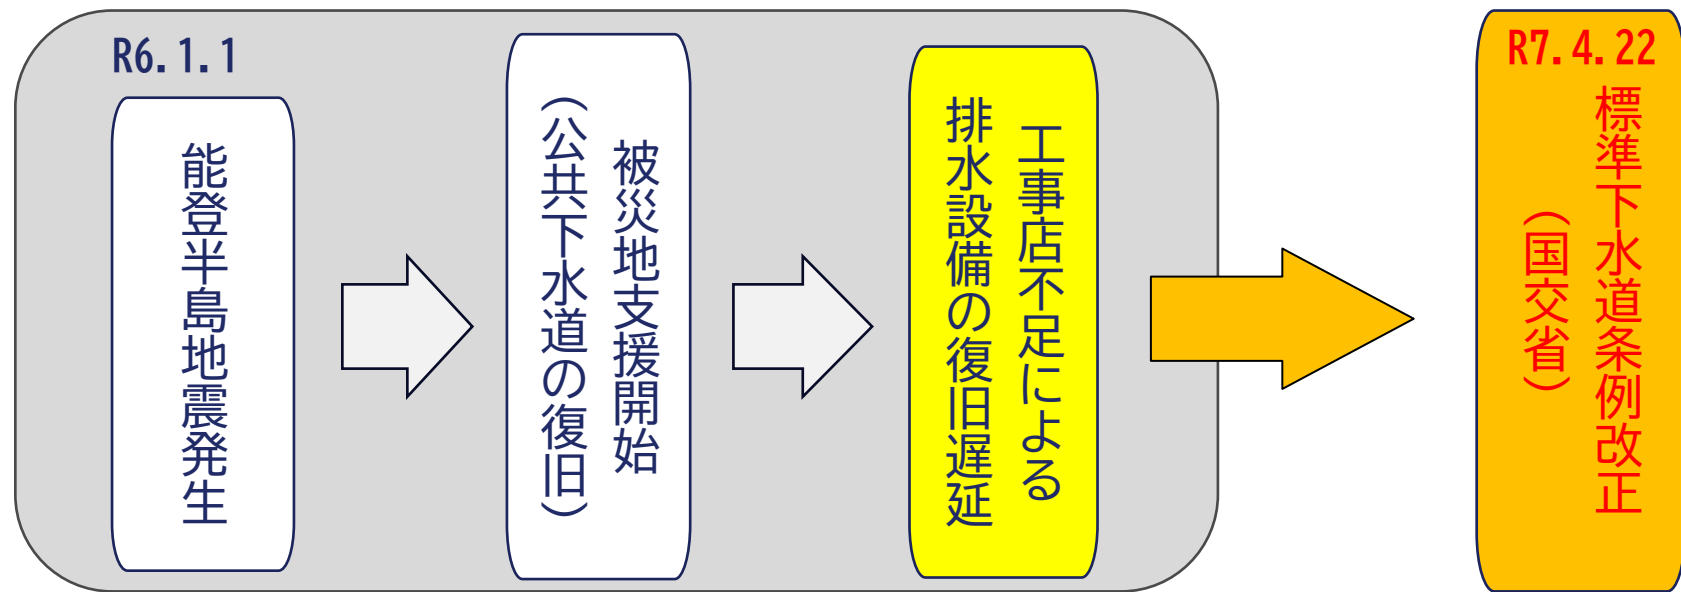 R6.1.1
能登半島地震発生
被災地支援開始
（公共下水道の復旧）
工事店不足による
排水設備の復旧遅延
R7.4.22
標準下水道条例改正
（国交省）